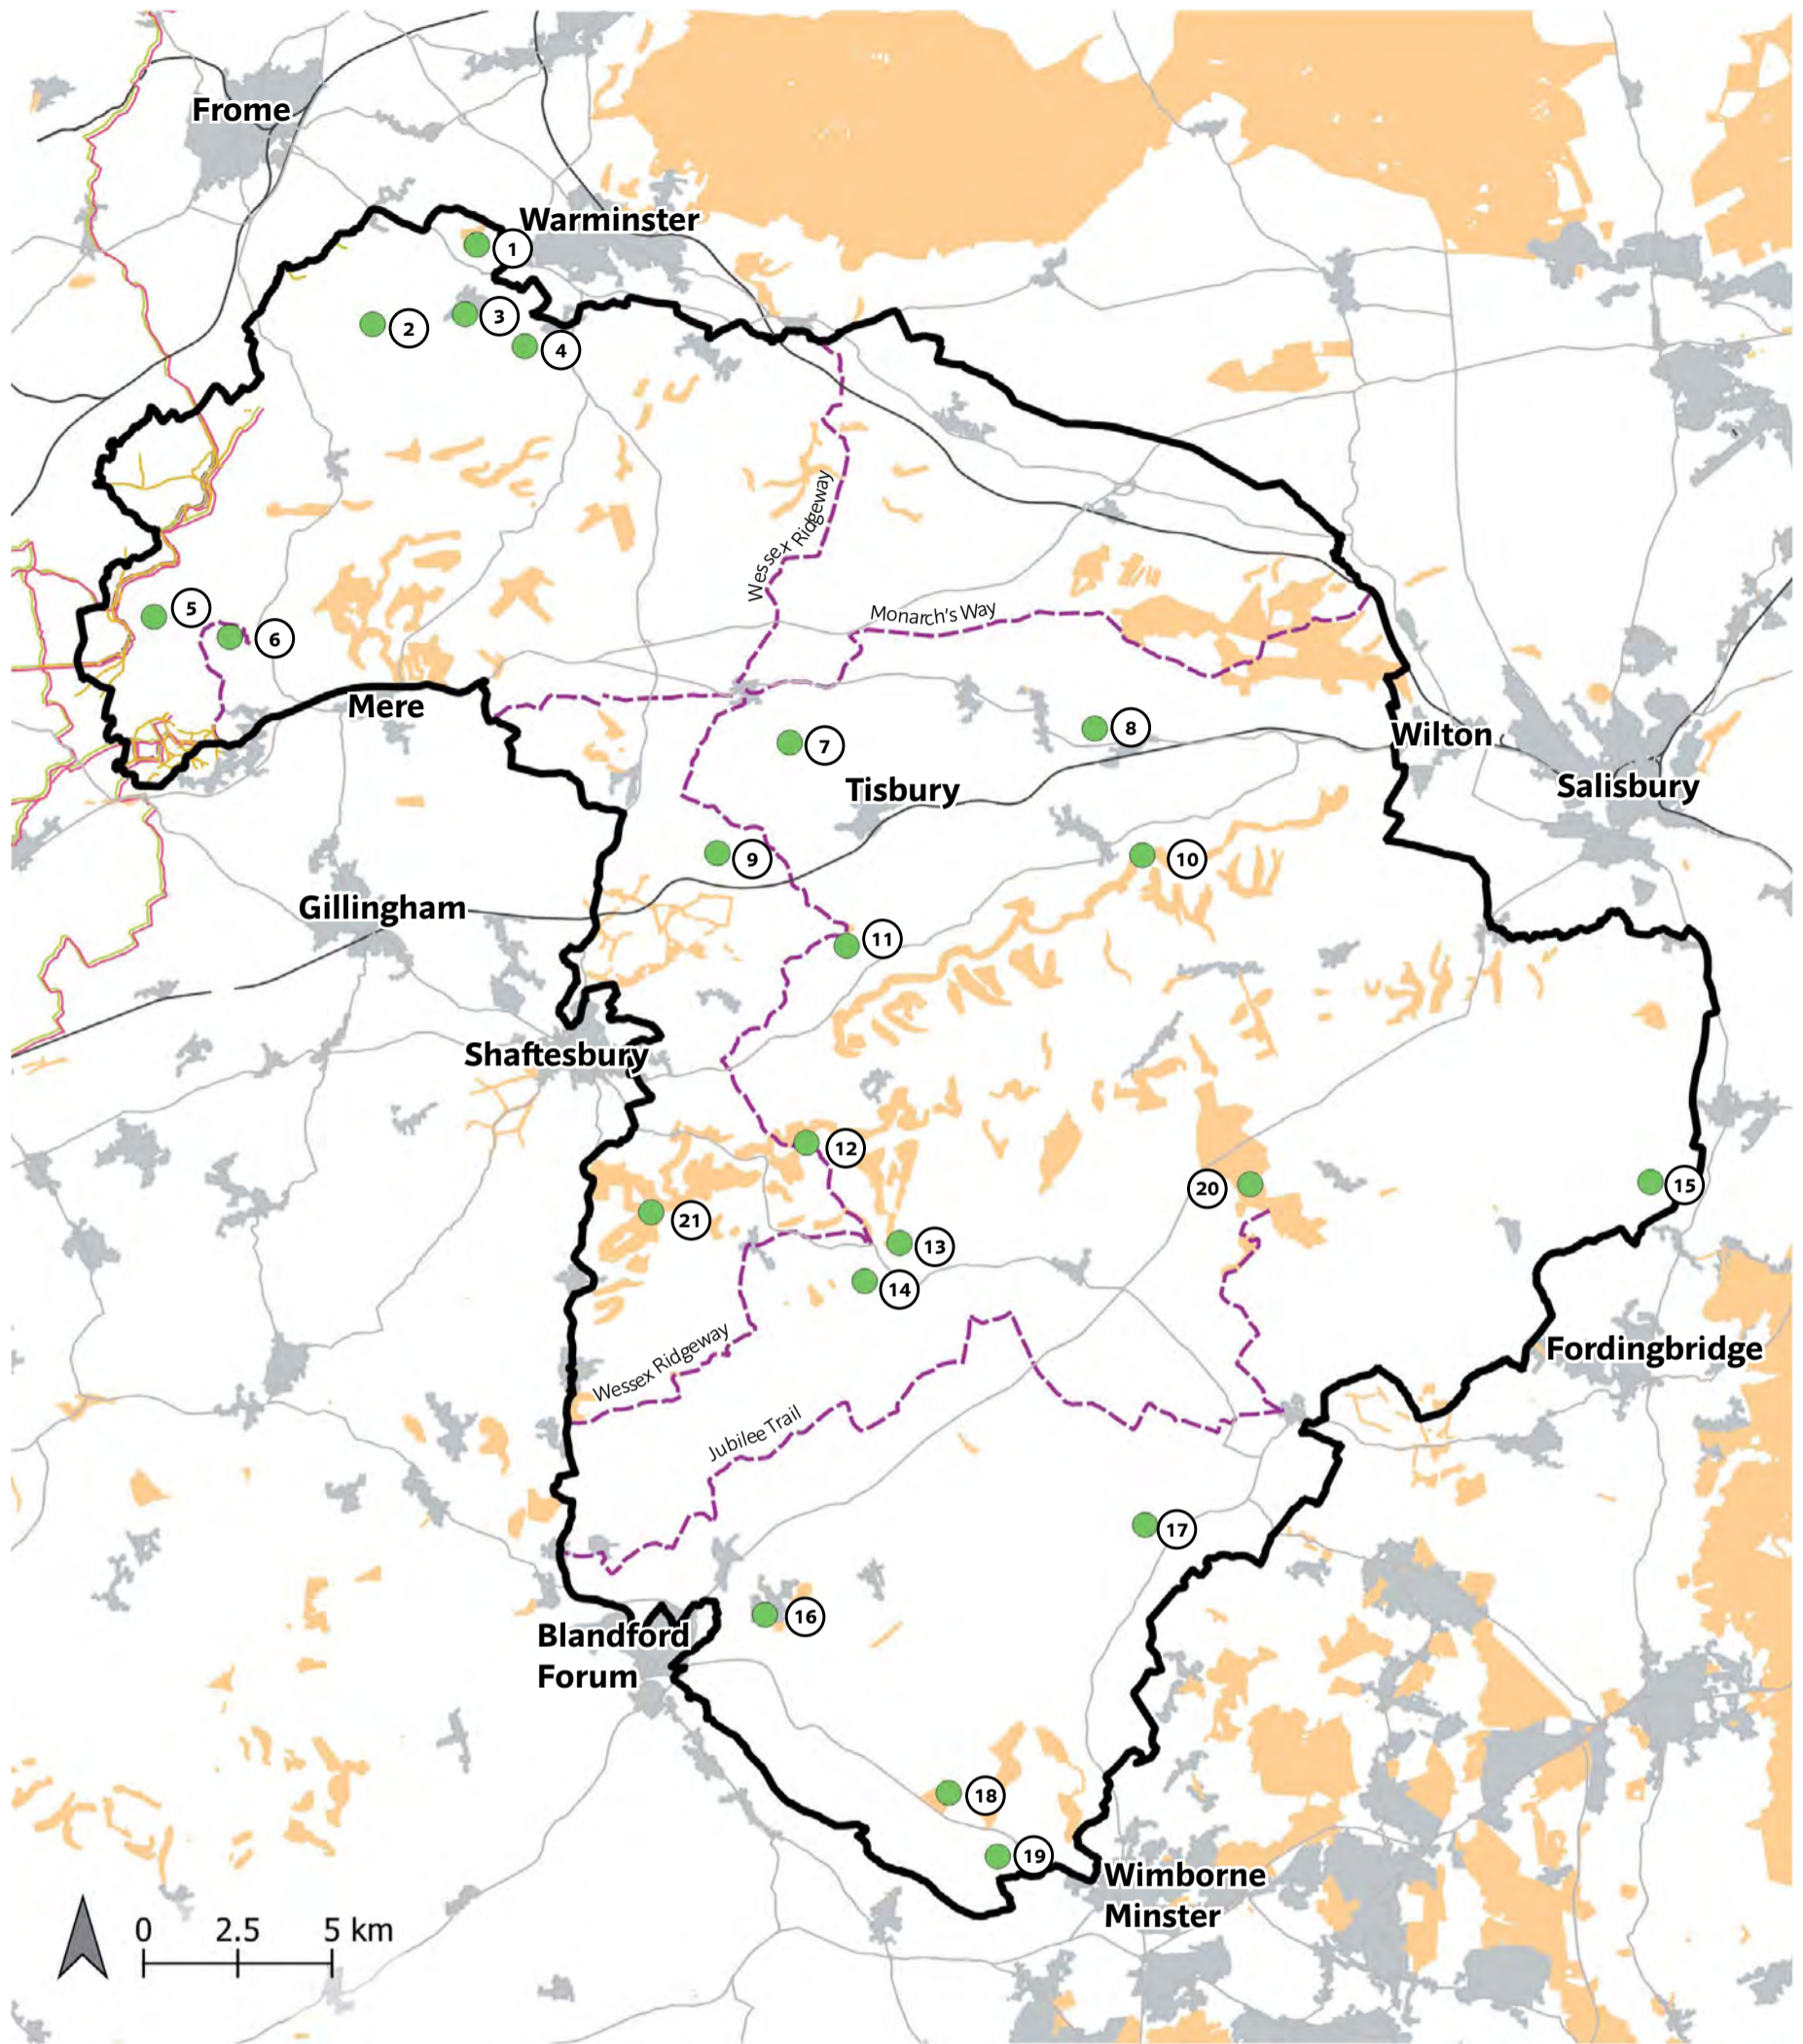 Frome
Warminster
1
2
3
4
Wessex Ridgeway
Monarch's Way
5
6
Mere
7
8
Wilton
Tisbury
Salisbury
9
10
Gillingham
11
Shaftesbury
12
20
15
21
13
14
Wessex Ridgeway
Fordingbridge
Jubilee Trail
17
16
Blandford
Forum
18
19
Wimborne
Minster
0 2.5 5 km